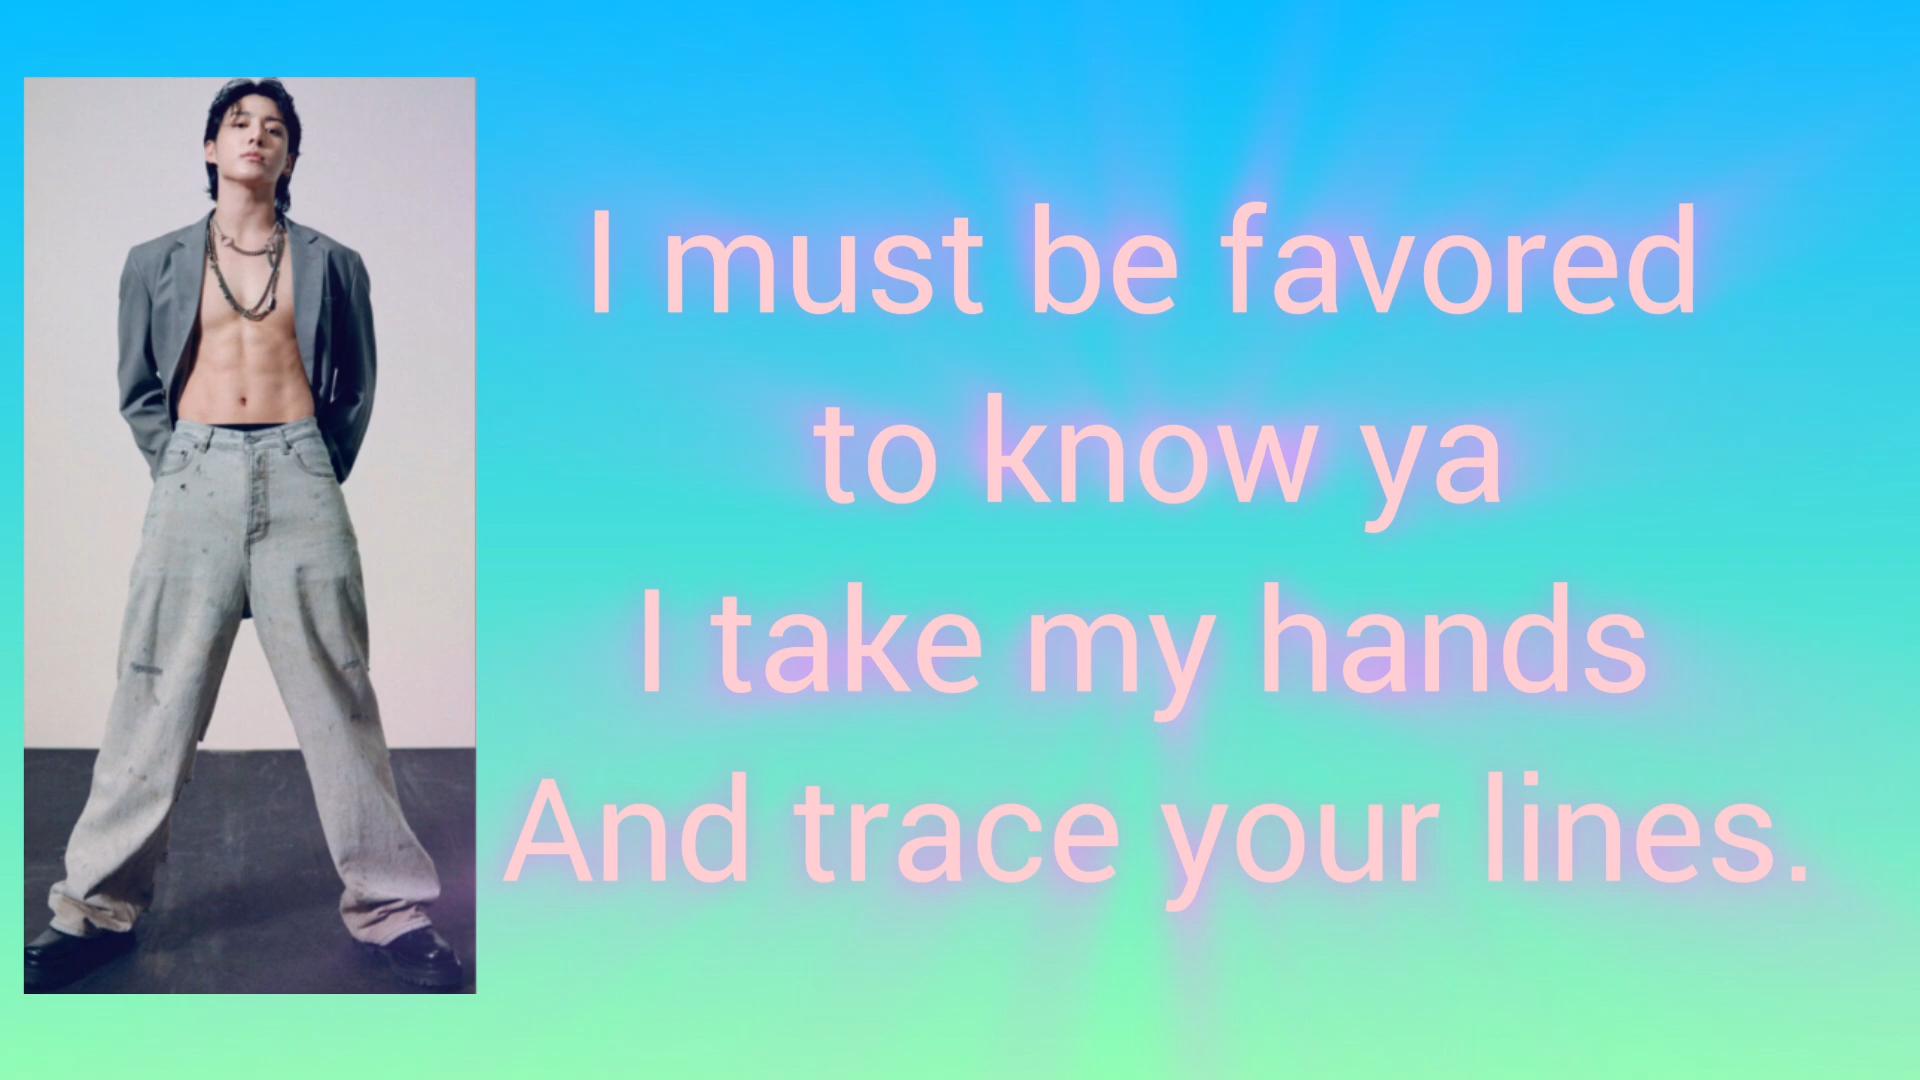 I must be favored
to know ya
I take my hands
And trace your lines.